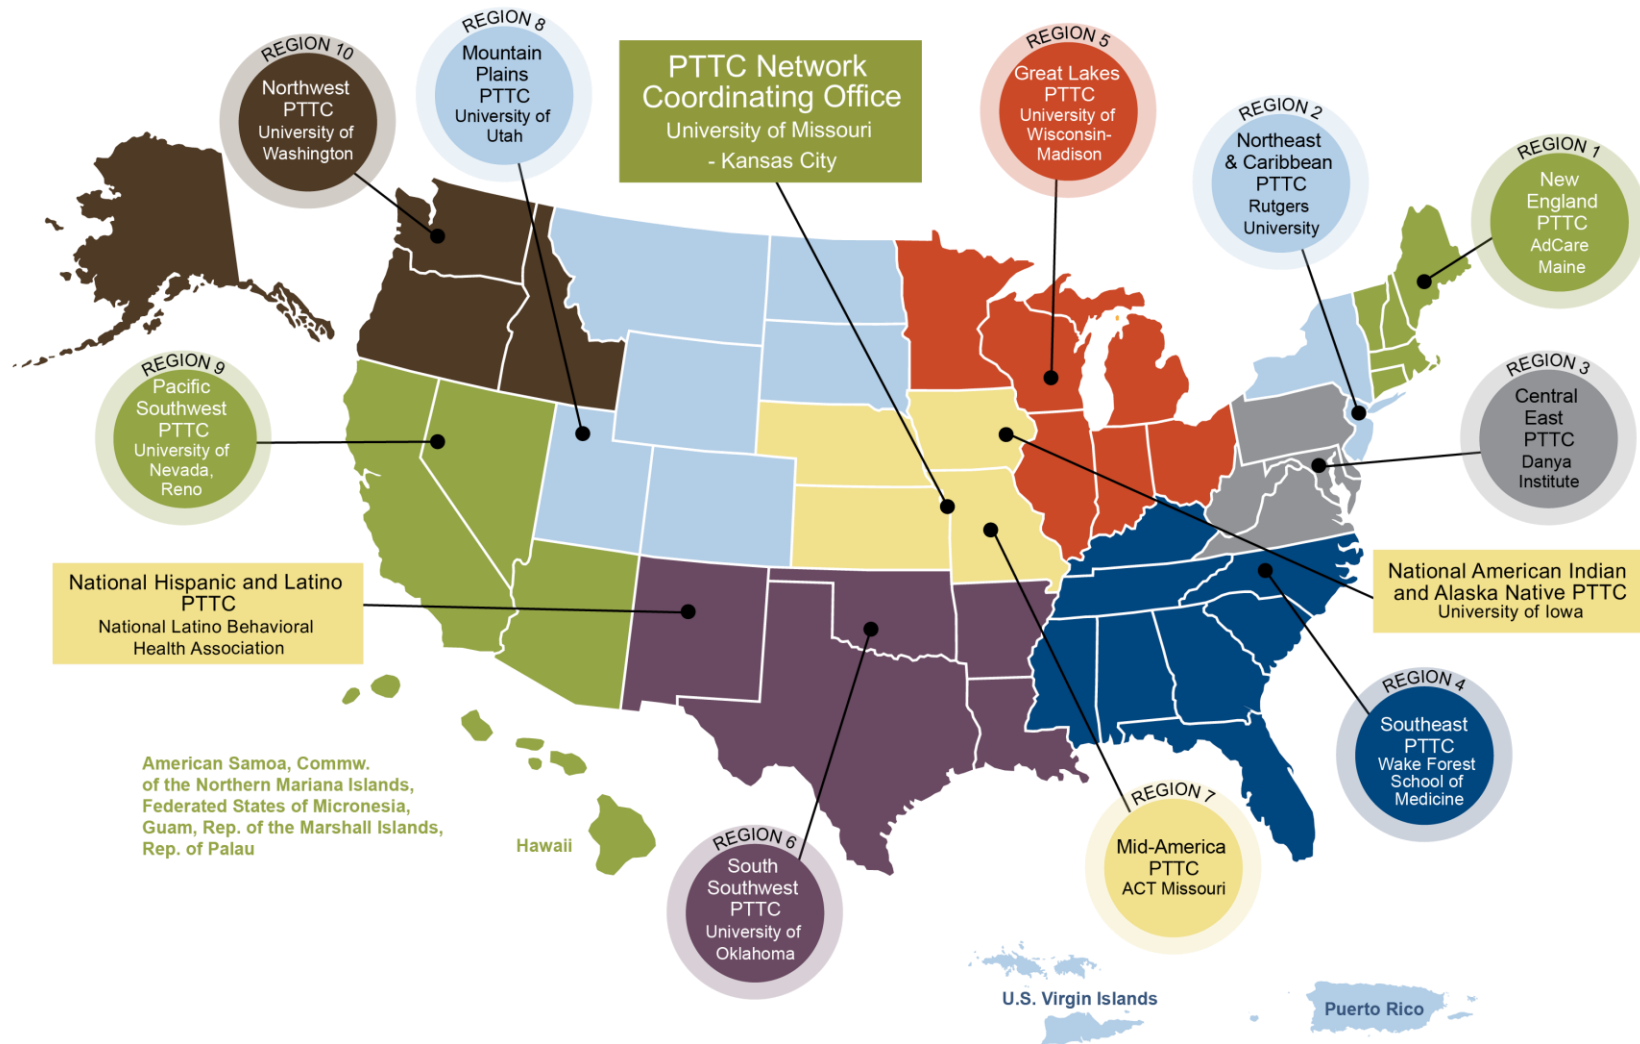 REGION 10
Northwest
PTTC
University of
Washington
REGION 8
Mountain
Plains
PTTC
University of
Utah
PTTC Network
Coordinating Office
University of Missouri
- Kansas City
REGION 5
Great Lakes
PTTC
University of
Wisconsin-
Madison
REGION 2
Northeast
& Caribbean
PTTC
Rutgers
University
REGION 1
New
England
PTTC
AdCare
Maine
REGION 9
Pacific
Southwest
PTTC
University of
Nevada,
Reno
REGION 3
Central
East
PTTC
Danya
Institute
National Hispanic and Latino
PTTC
National Latino Behavioral
Health Association
National American Indian
and Alaska Native PTTC
University of Iowa
REGION 4
Southeast
PTTC
Wake Forest
School of
Medicine
American Samoa, Commw.
of the Northern Mariana Islands,
Federated States of Micronesia,
Guam, Rep. of the Marshall Islands,
Rep. of Palau
Hawaii
REGION 6
South
Southwest
PTTC
University of
Oklahoma
REGION 7
Mid-America
PTTC
ACT Missouri
U.S. Virgin Islands
Puerto Rico